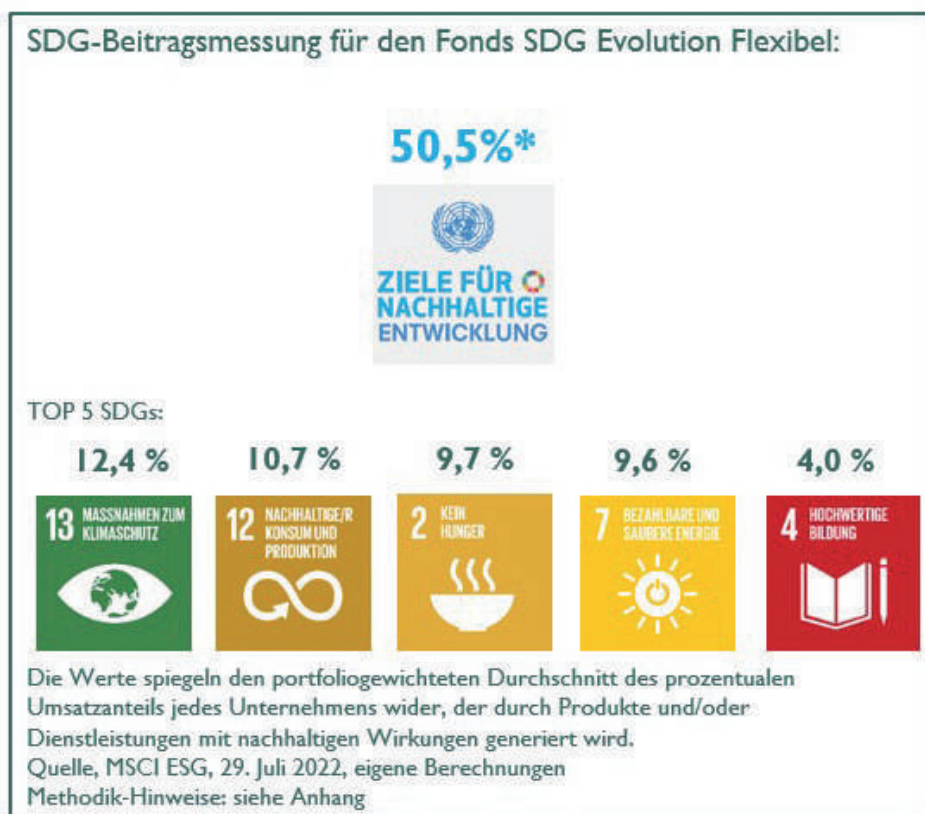 SDG-Beitragsmessung für den Fonds SDG Evolution Flexibel:
50,5%*
ZIELE FÜR
NACHHALTIGE
ENTWICKLUNG
TOP 5 SDGs:
12,4 % 10,7 % 9,7 % 9,6 % 4,0 %
13 MASSNAHMEN ZUM
KLIMASCHUTZ
12 NACHHALTIGE/R
KONSUM UND
PRODUKTION
2 KEIN
HUNGER
7 BEZAHLBARE UND
SAUBERE ENERGIE
4 HOCHWERTIGE
BILDUNG
Die Werte spiegeln den portfoliogewichteten Durchschnitt des prozentualen
Umsatzanteils jedes Unternehmens wider, der durch Produkte und/oder
Dienstleistungen mit nachhaltigen Wirkungen generiert wird.
Quelle, MSCI ESG, 29. Juli 2022, eigene Berechnungen
Methodik-Hinweise: siehe Anhang